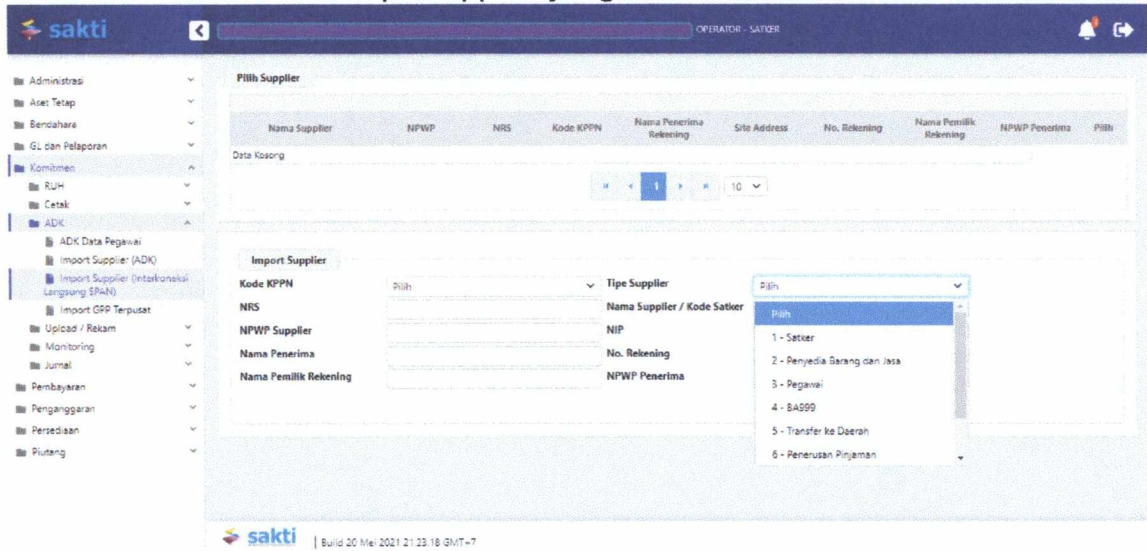 sakti
OPERATOR - SATKER
Administrasi
Aset Tetap
Bendahara
GL dan Pelaporan
Komitmen
RUH
Cetak
ADK
ADK Data Pegawai
Import Supplier (ADK)
Import Supplier (Interkoneksi
Langsung SPAN)
Import GPP Terpusat
Upload / Rekam
Monitoring
Jurnal
Pembayaran
Penganggaran
Persediaan
Piutang
Pilih Supplier
Nama Supplier NPWP NRS Kode KPPN Nama Penerima Rekening Site Address No. Rekening Nama Pemilik Rekening NPWP Penerima Pilih
Data Kosong
1 10
Import Supplier
Kode KPPN Pilih Tipe Supplier Pilih
NRS Nama Supplier / Kode Satker
NPWP Supplier NIP
Nama Penerima No. Rekening
Nama Pemilik Rekening NPWP Penerima
Pilih
1 - Satker
2 - Penyedia Barang dan Jasa
3 - Pegawai
4 - BA999
5 - Transfer ke Daerah
6 - Penerusan Pinjaman
sakti | Build 20 Mei 2021 21.23.18 GMT+7